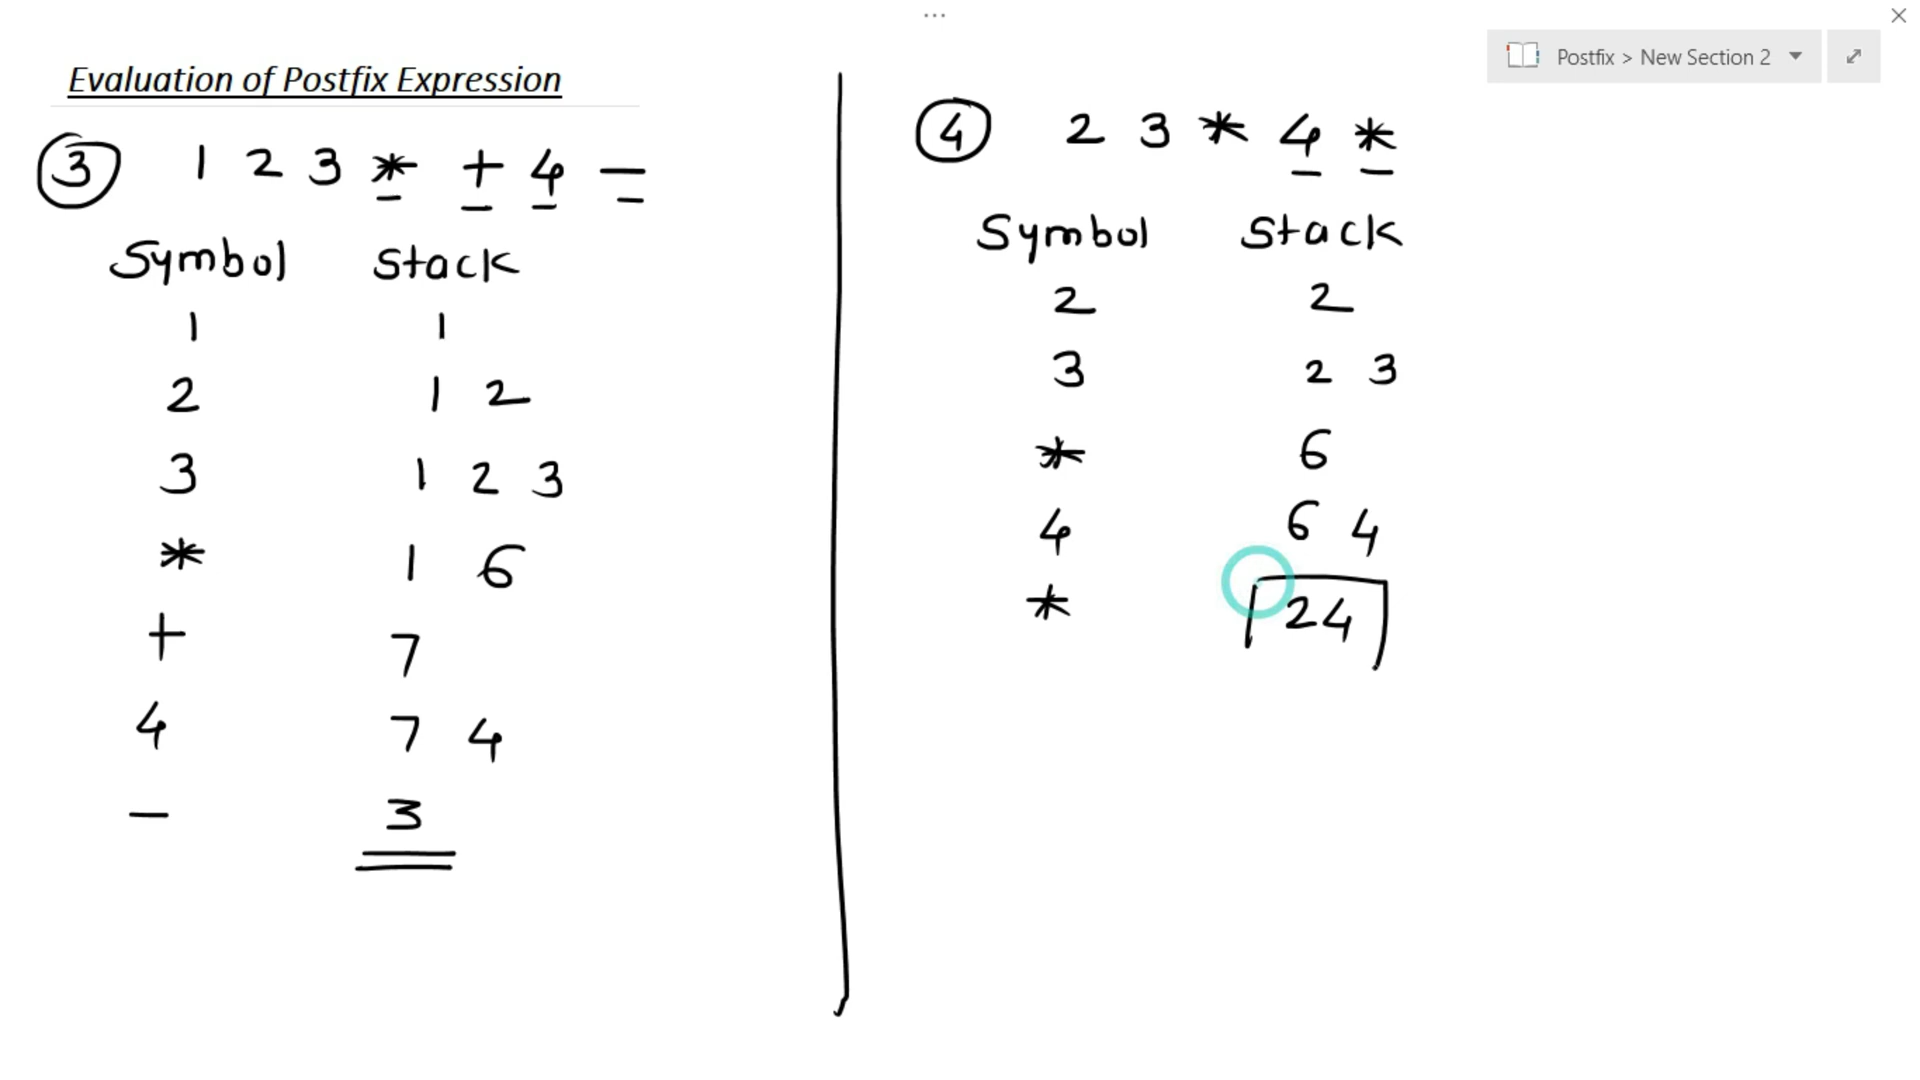 Postfix > New Section 2
Evaluation of Postfix Expression
3 1 2 3 * + 4 -
Symbol Stack
1 1
2 1 2
3 1 2 3
* 1 6
+ 7
4 7 4
- 3
4 2 3 * 4 *
Symbol Stack
2 2
3 2 3
* 6
4 6 4
* 24